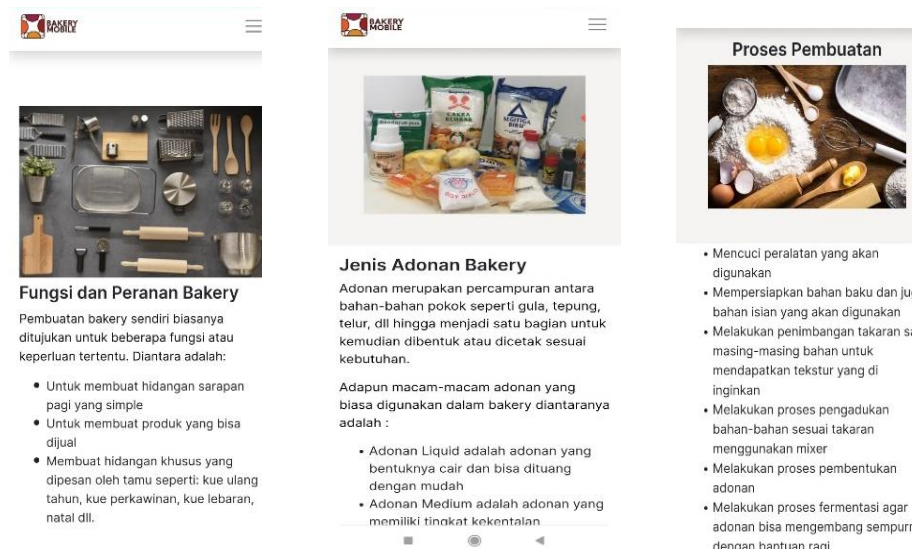 BAKERY
MOBILE
Fungsi dan Peranan Bakery
Pembuatan bakery sendiri biasanya
ditujukan untuk beberapa fungsi atau
keperluan tertentu. Diantara adalah:
• Untuk membuat hidangan sarapan
pagi yang simple
• Untuk membuat produk yang bisa
dijual
• Membuat hidangan khusus yang
dipesan oleh tamu seperti: kue ulang
tahun, kue perkawinan, kue lebaran,
natal dll.
BAKERY
MOBILE
CAKRA
KEMBAR
SEGITIGA
BIRU
Jenis Adonan Bakery
Adonan merupakan percampuran antara
bahan-bahan pokok seperti gula, tepung,
telur, dll hingga menjadi satu bagian untuk
kemudian dibentuk atau dicetak sesuai
kebutuhan.
Adapun macam-macam adonan yang
biasa digunakan dalam bakery diantaranya
adalah :
• Adonan Liquid adalah adonan yang
bentuknya cair dan bisa dituang
dengan mudah
• Adonan Medium adalah adonan yang
memiliki tingkat kekentalan
Proses Pembuatan
• Mencuci peralatan yang akan
digunakan
• Mempersiapkan bahan baku dan
bahan isian yang akan digunakan
• Melakukan penimbangan takaran
masing-masing bahan untuk
mendapatkan tekstur yang di
inginkan
• Melakukan proses pengadukan
bahan-bahan sesuai takaran
menggunakan mixer
• Melakukan proses pembentukan
adonan
• Melakukan proses fermentasi agar
adonan bisa mengembang
dengan bantuan ragi